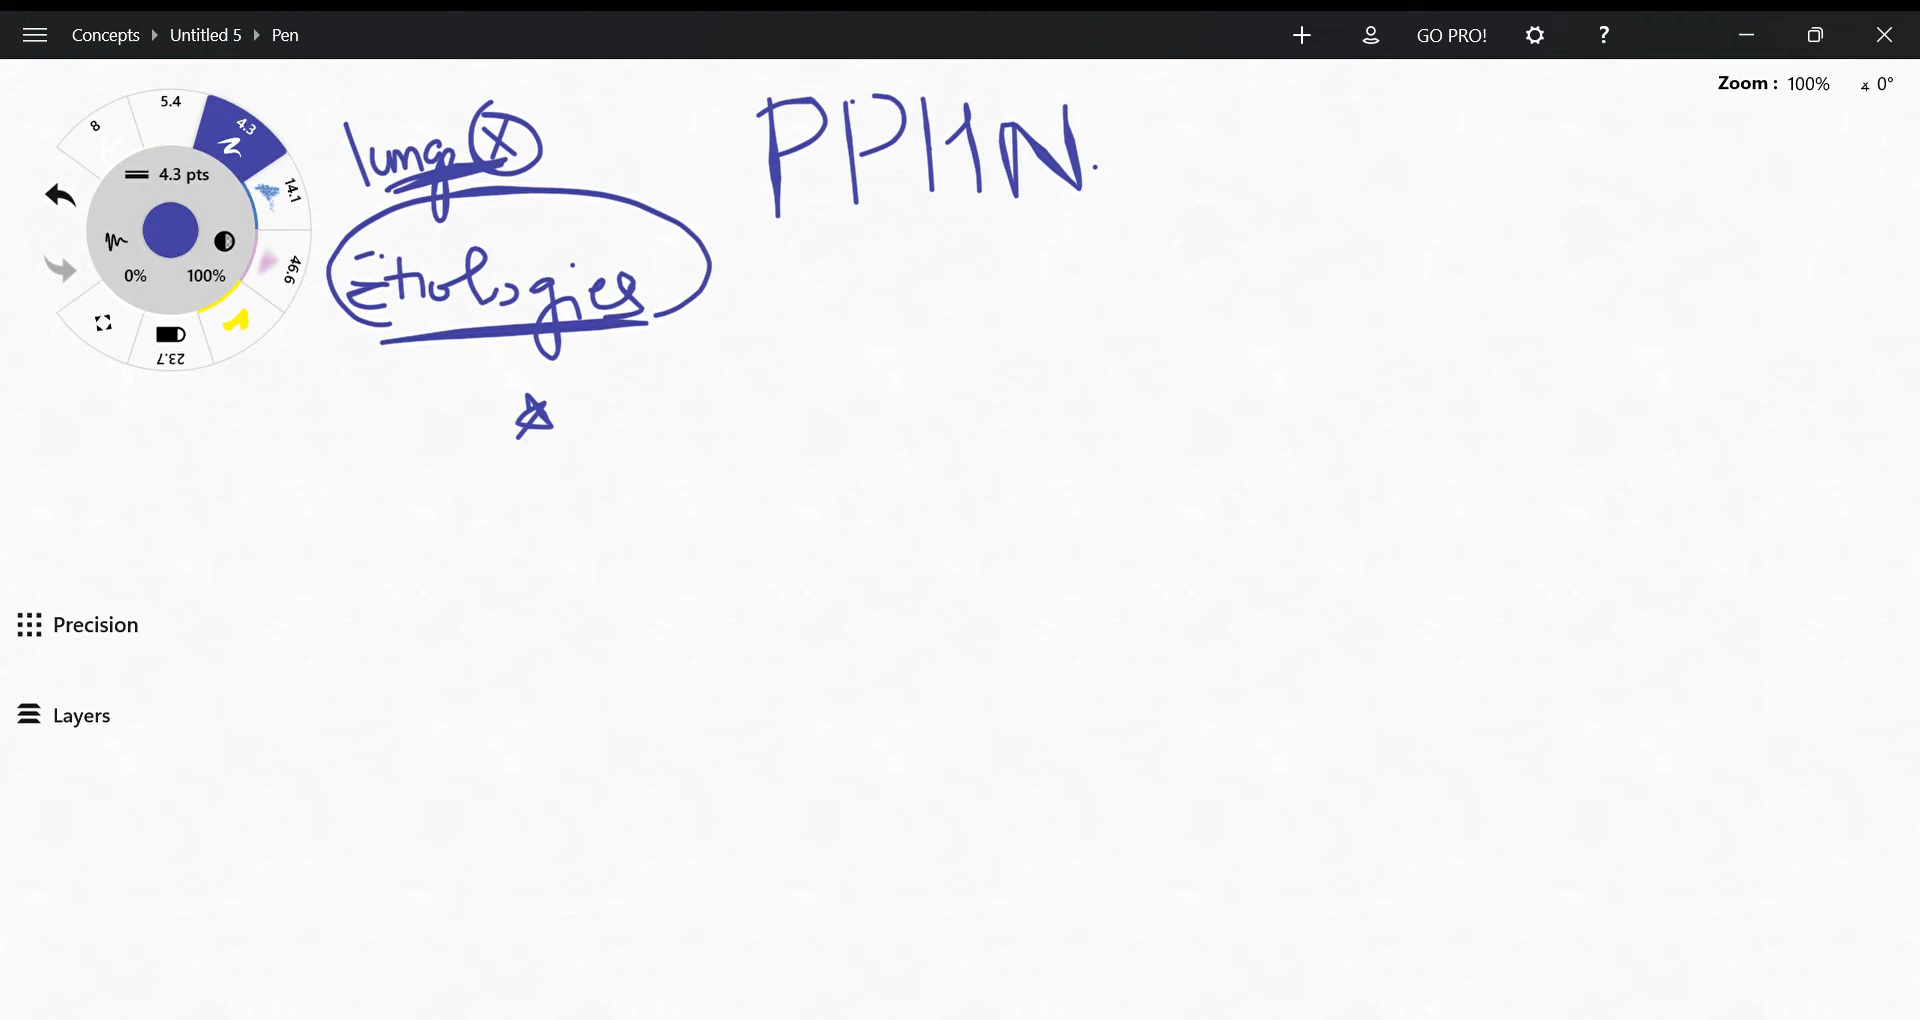 Concepts Untitled 5 Pen GO PRO! ?
Zoom : 100% 0°
5.4
8
4.3
4.3 pts
14.1
46.6
0% 100%
23.7
lung X
PPHN.
Etiologies
Precision
Layers